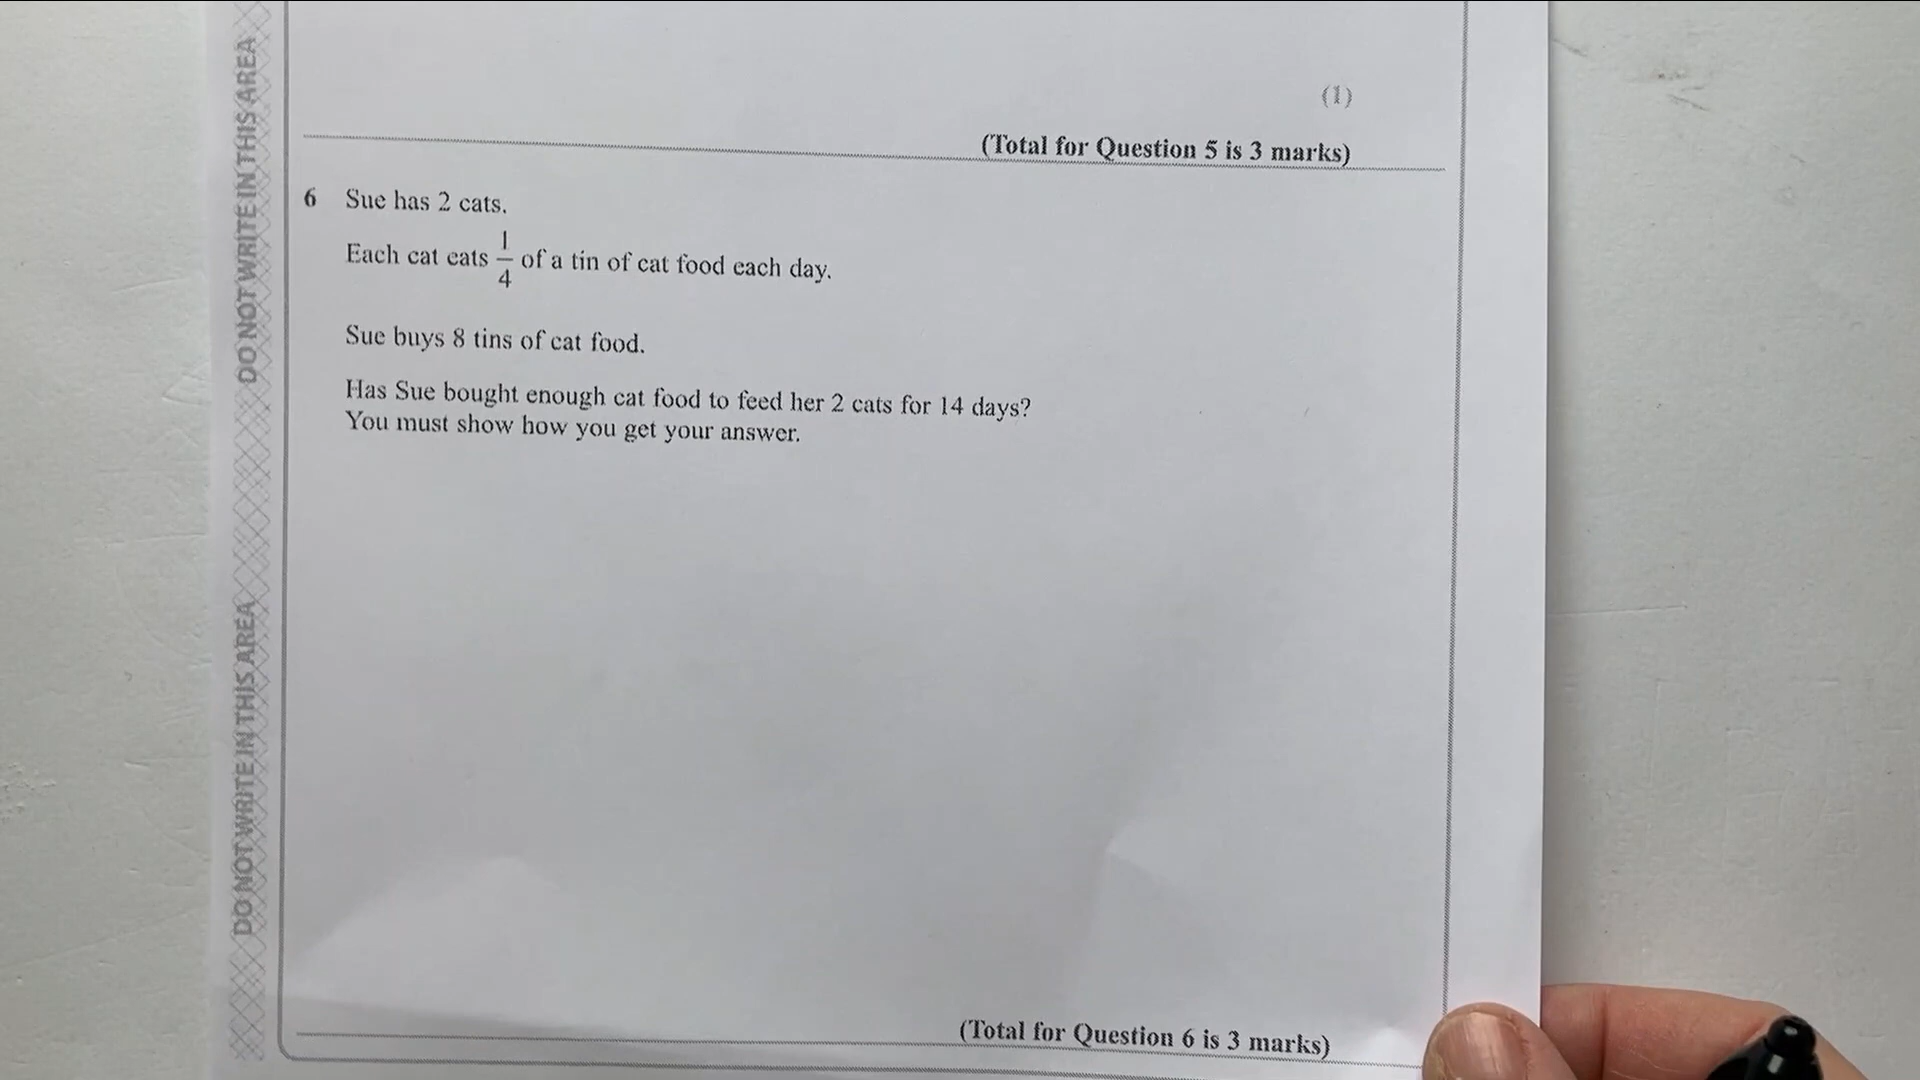 (1)
(Total for Question 5 is 3 marks)
6 Sue has 2 cats.
Each cat eats 1/4 of a tin of cat food each day.
Sue buys 8 tins of cat food.
Has Sue bought enough cat food to feed her 2 cats for 14 days?
You must show how you get your answer.
(Total for Question 6 is 3 marks)
DO NOT WRITE IN THIS AREA
DO NOT WRITE IN THIS AREA